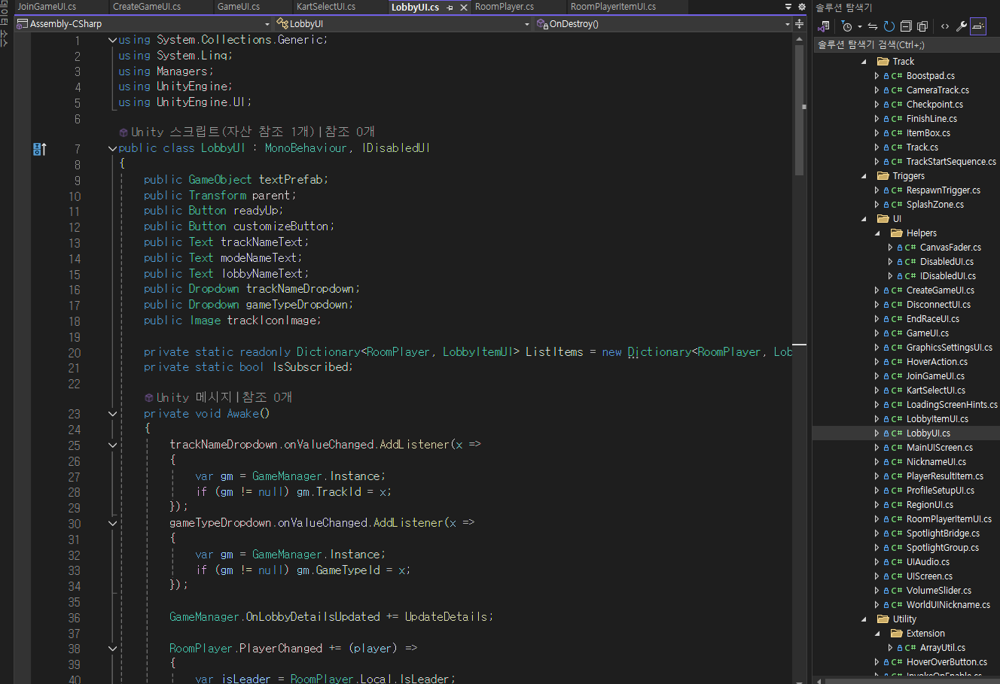 JoinGameUI.cs CreateGameUI.cs GameUI.cs KartSelectUI.cs LobbyUI.cs RoomPlayer.cs RoomPlayerItemUI.cs
Assembly-CSharp LobbyUI OnDestroy()
1 using System.Collections.Generic;
2 using System.Linq;
3 using Managers;
4 using UnityEngine;
5 using UnityEngine.UI;
6
Unity 스크립트(자산 참조 1개)|참조 0개
7 public class LobbyUI : MonoBehaviour, IDisabledUI
8 {
9 public GameObject textPrefab;
10 public Transform parent;
11 public Button readyUp;
12 public Button customizeButton;
13 public Text trackNameText;
14 public Text modeNameText;
15 public Text lobbyNameText;
16 public Dropdown trackNameDropdown;
17 public Dropdown gameTypeDropdown;
18 public Image trackIconImage;
19
20 private static readonly Dictionary<RoomPlayer, LobbyItemUI> ListItems = new Dictionary<RoomPlayer, Lob
21 private static bool IsSubscribed;
22
Unity 메시지|참조 0개
23 private void Awake()
24 {
25 trackNameDropdown.onValueChanged.AddListener(x =>
26 {
27 var gm = GameManager.Instance;
28 if (gm != null) gm.TrackId = x;
29 });
30 gameTypeDropdown.onValueChanged.AddListener(x =>
31 {
32 var gm = GameManager.Instance;
33 if (gm != null) gm.GameTypeId = x;
34 });
35
36 GameManager.OnLobbyDetailsUpdated += UpdateDetails;
37
38 RoomPlayer.PlayerChanged += (player) =>
39 {
40 var isLeader = RoomPlayer.Local.IsLeader;
솔루션 탐색기
솔루션 탐색기 검색(Ctrl+;)
Track
C# Boostpad.cs
C# CameraTrack.cs
C# Checkpoint.cs
C# FinishLine.cs
C# ItemBox.cs
C# Track.cs
C# TrackStartSequence.cs
Triggers
C# RespawnTrigger.cs
C# SplashZone.cs
UI
Helpers
C# CanvasFader.cs
C# DisabledUI.cs
C# IDisabledUI.cs
C# CreateGameUI.cs
C# DisconnectUI.cs
C# EndRaceUI.cs
C# GameUI.cs
C# GraphicsSettingsUI.cs
C# HoverAction.cs
C# JoinGameUI.cs
C# KartSelectUI.cs
C# LoadingScreenHints.cs
C# LobbyItemUI.cs
C# LobbyUI.cs
C# MainUIScreen.cs
C# NicknameUI.cs
C# PlayerResultItem.cs
C# ProfileSetupUI.cs
C# RegionUI.cs
C# RoomPlayerItemUI.cs
C# SpotlightBridge.cs
C# SpotlightGroup.cs
C# UIAudio.cs
C# UIScreen.cs
C# VolumeSlider.cs
C# WorldUINickname.cs
Utility
Extension
C# ArrayUtil.cs
C# HoverOverButton.cs
C# InvokeOnEnable.cs